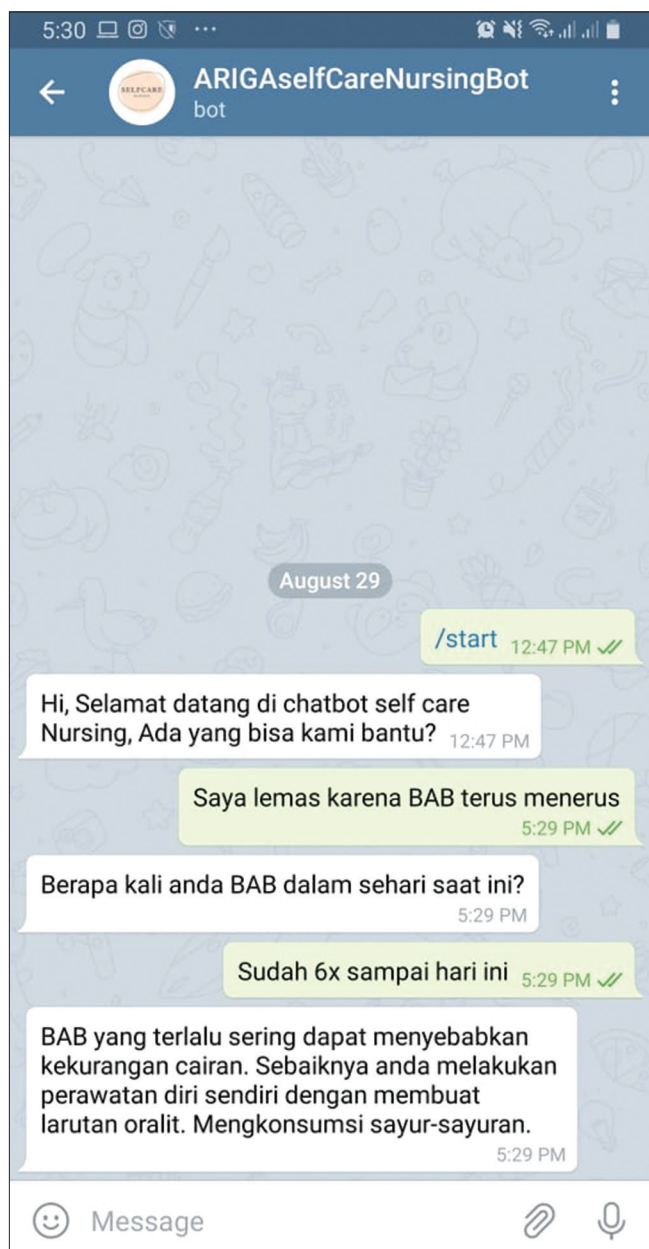 5:30
ARIGAselfCareNursingBot
SELFCARE
bot
August 29
/start 12:47 PM
Hi, Selamat datang di chatbot self care
Nursing, Ada yang bisa kami bantu? 12:47 PM
Saya lemas karena BAB terus menerus
5:29 PM
Berapa kali anda BAB dalam sehari saat ini?
5:29 PM
Sudah 6x sampai hari ini 5:29 PM
BAB yang terlalu sering dapat menyebabkan
kekurangan cairan. Sebaiknya anda melakukan
perawatan diri sendiri dengan membuat
larutan oralit. Mengkonsumsi sayur-sayuran.
5:29 PM
Message